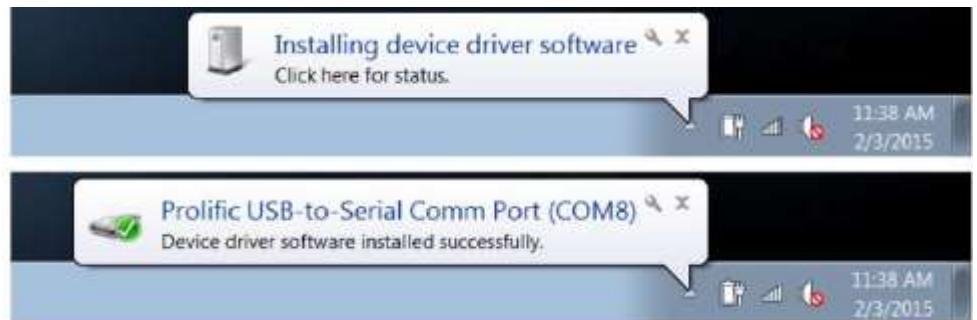 Installing device driver software
Click here for status.
11:38 AM
2/3/2015
Prolific USB-to-Serial Comm Port (COM8)
Device driver software installed successfully.
11:38 AM
2/3/2015